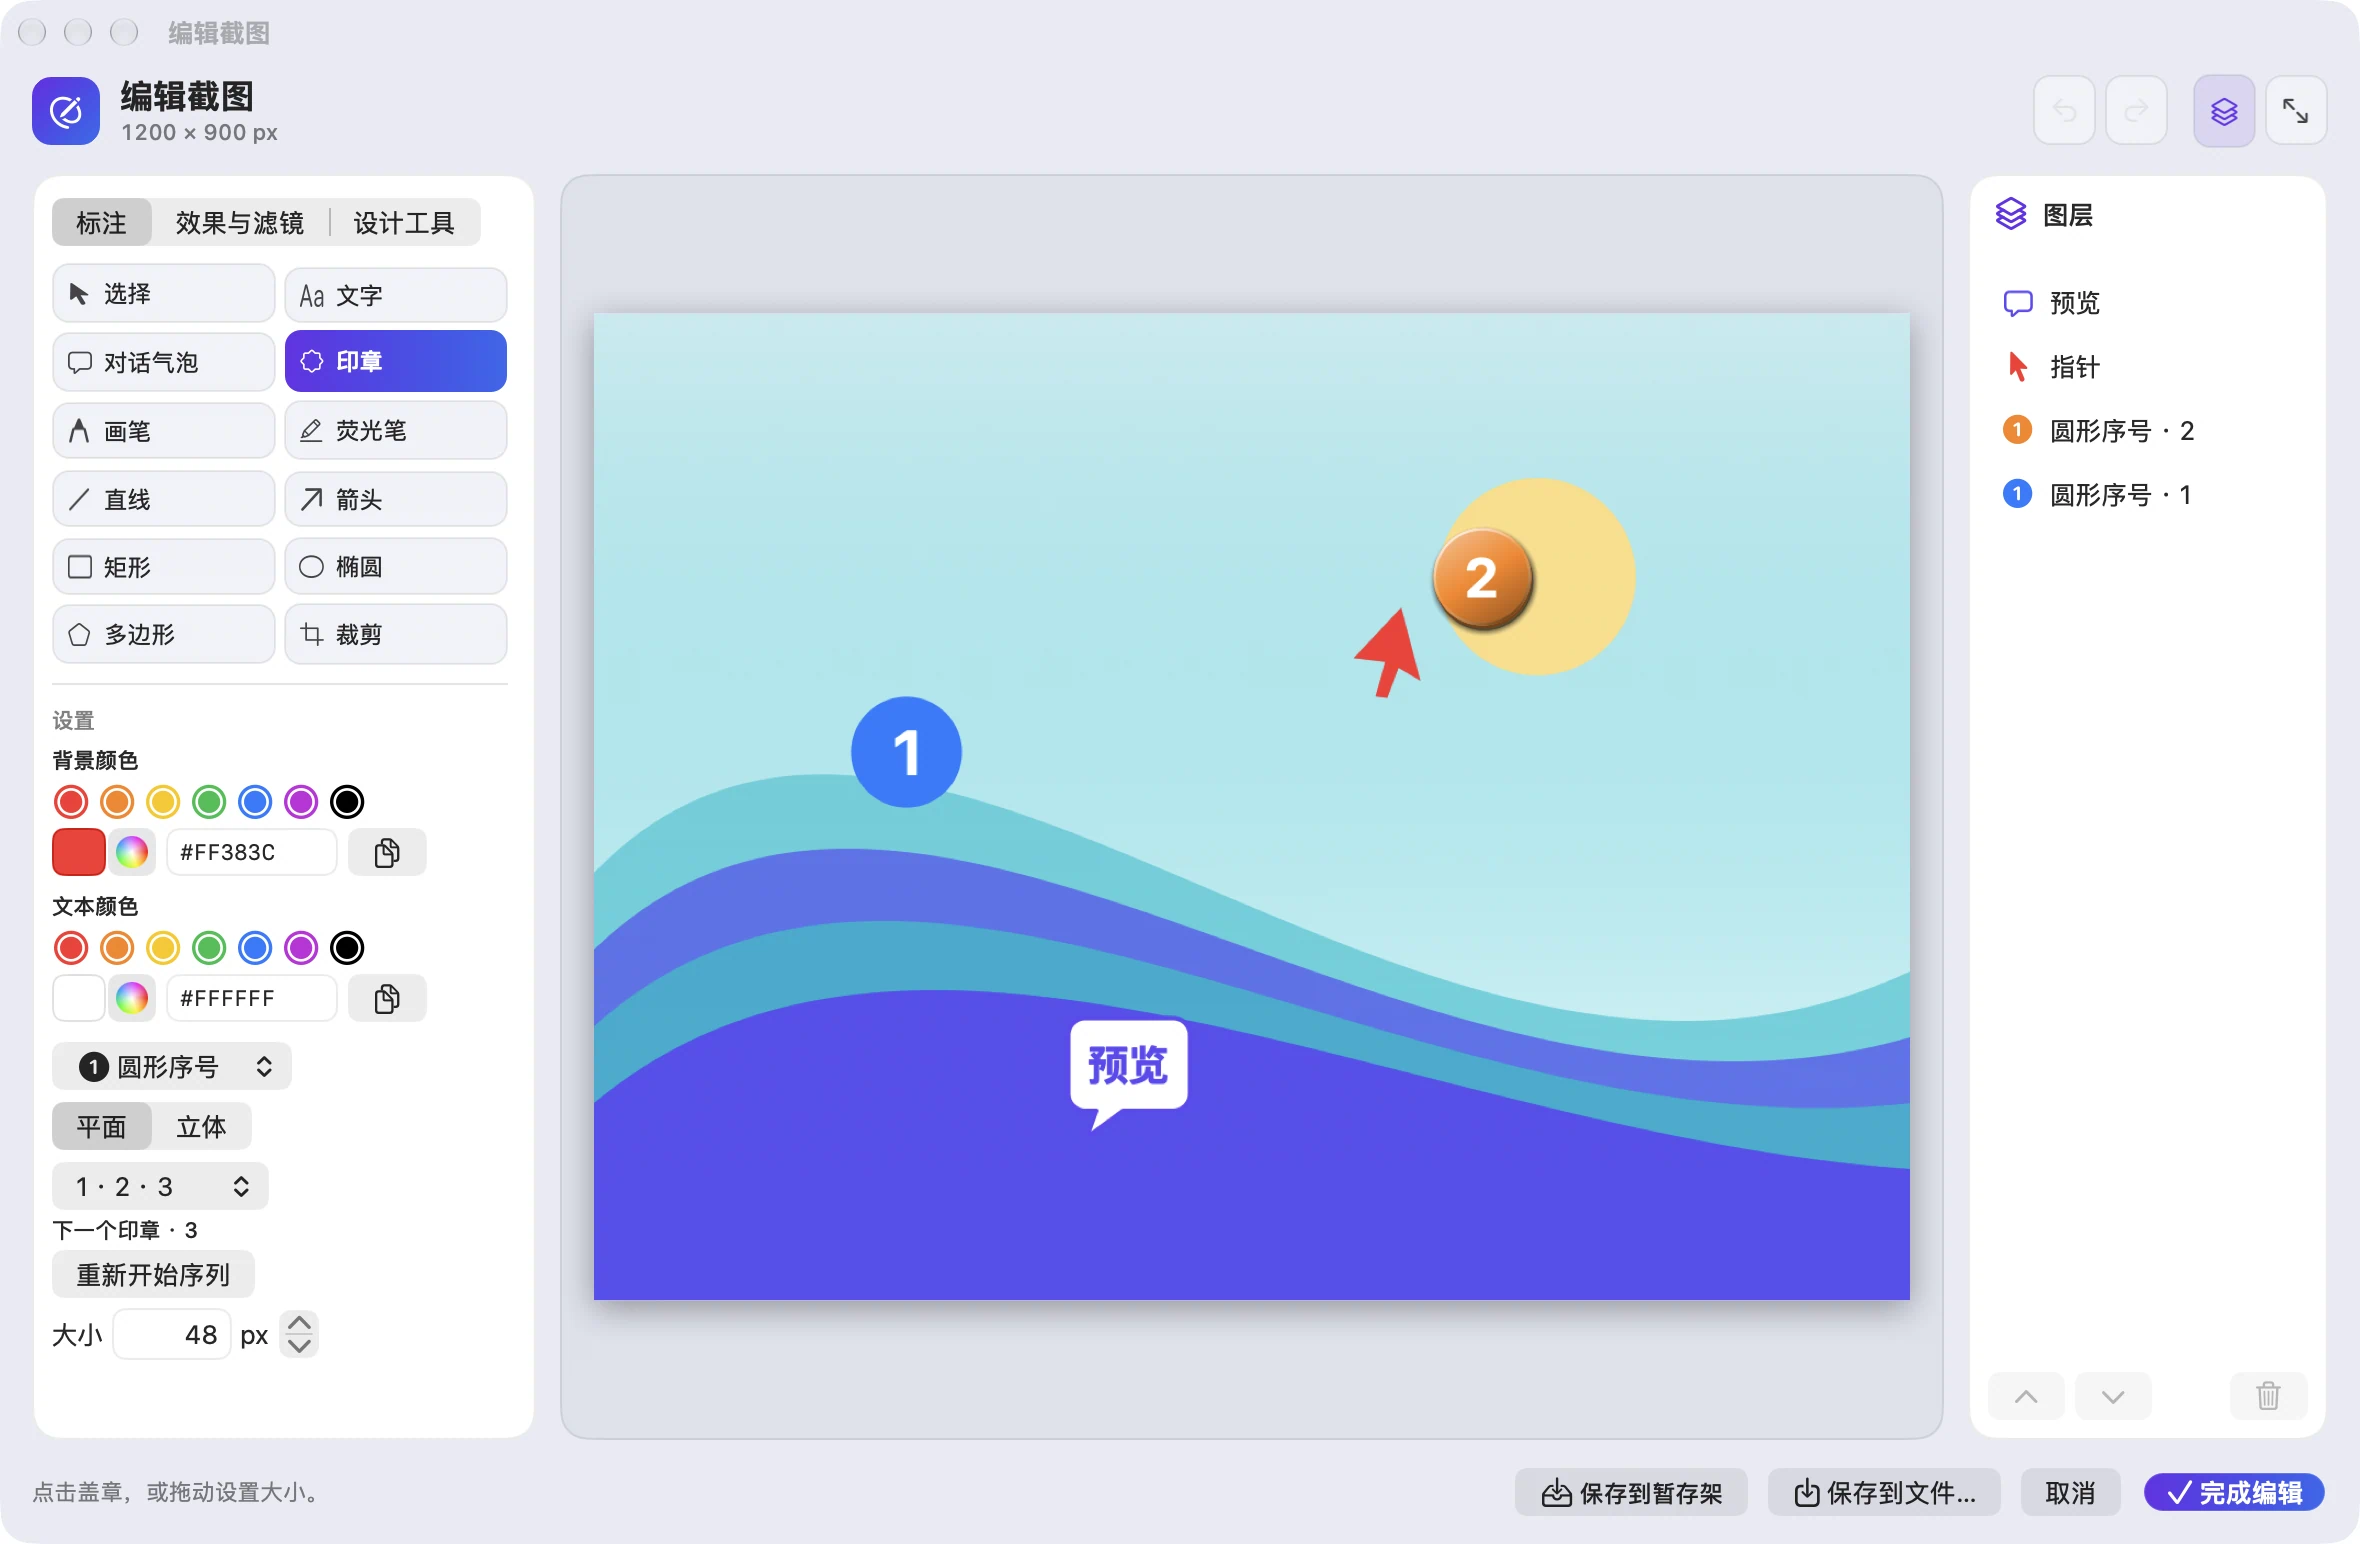 编辑截图
编辑截图
1200 × 900 px
标注 效果与滤镜 设计工具
选择
Aa 文字
对话气泡
印章
画笔
荧光笔
直线
箭头
矩形
椭圆
多边形
裁剪
设置
背景颜色
#FF383C
文本颜色
#FFFFFF
1 圆形序号
平面 立体
1 · 2 · 3
下一个印章 · 3
重新开始序列
大小 48 px
2
1
预览
图层
预览
指针
1 圆形序号 · 2
1 圆形序号 · 1
点击盖章，或拖动设置大小。
保存到暂存架
保存到文件...
取消
完成编辑